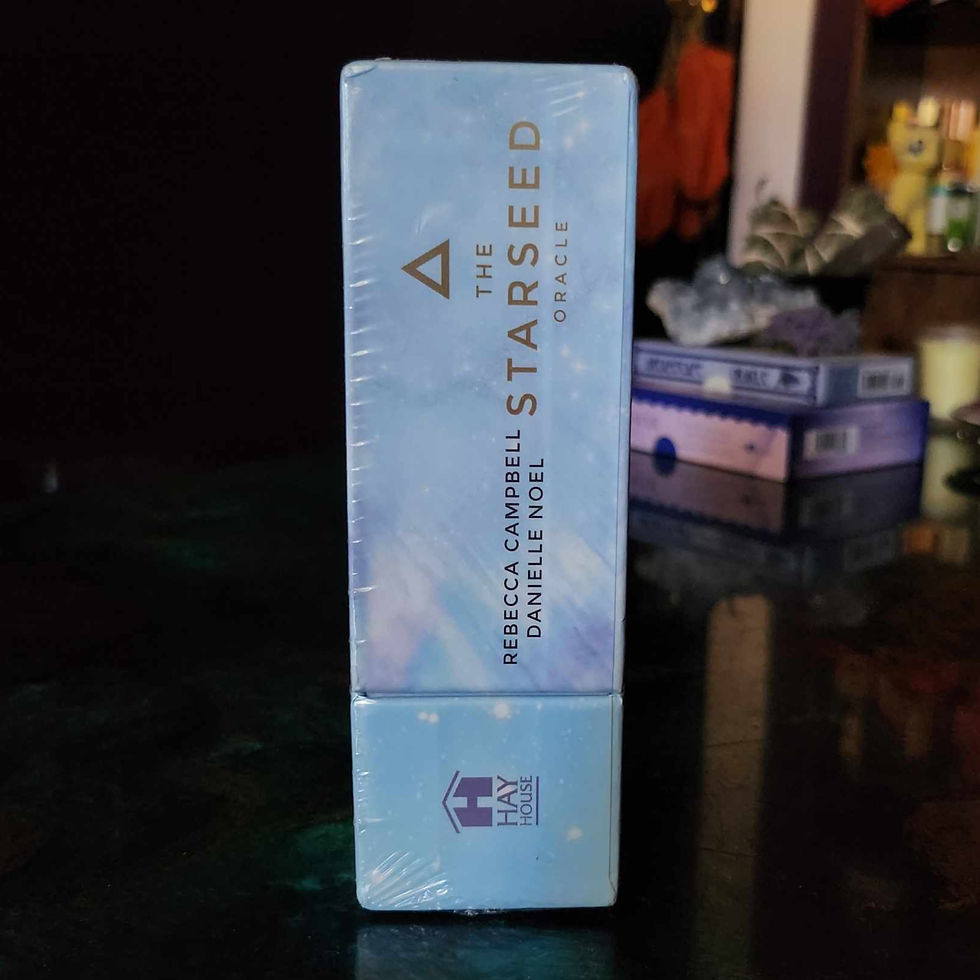 THE
STARSEED
ORACLE
REBECCA CAMPBELL
DANIELLE NOEL
HAY
HOUSE